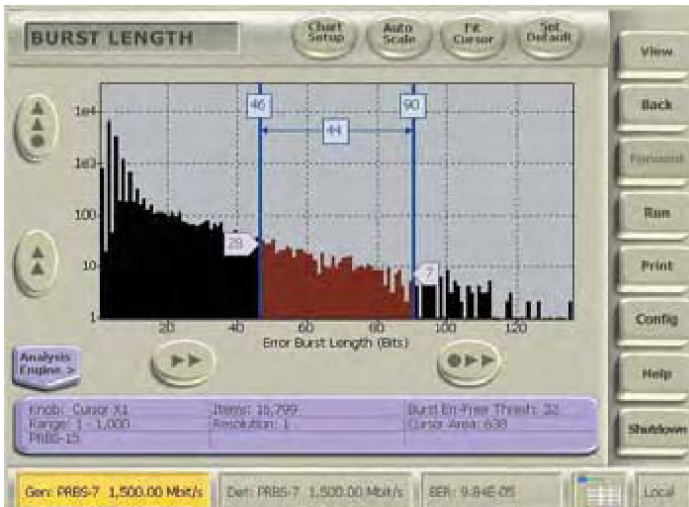 BURST LENGTH
Chart Setup
Auto Scale
Fit Cursor
Set Default
View
Back
Forward
Run
Print
Config
Help
Shutdown
1e4
1e3
100
10
1
46
90
44
28
7
20 40 60 80 100 120
Error Burst Length (Bits)
Analysis Engine >
Knob: Cursor X1 Items: 16,799 Burst Err-Free Thresh: 32
Range: 1 - 1,000 Resolution: 1 Cursor Area: 638
PRBS-15
Gen: PRBS-7 1,500.00 Mbit/s Det: PRBS-7 1,500.00 Mbit/s BER: 9.84E-05 Local